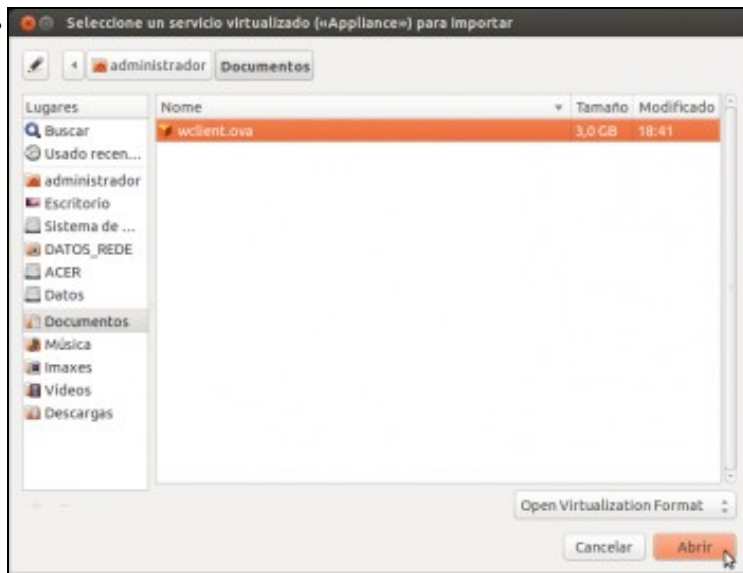 Seleccione un servicio virtualizado («Appliance») para importar
administrador Documentos
Lugares
Nome Tamaño Modificado
Buscar
wclient.ova 3,0 GB 18:41
Usado recen...
administrador
Escritorio
Sistema de ...
DATOS_REDE
ACER
Datos
Documentos
Música
Imaxes
Vídeos
Descargas
Open Virtualization Format
Cancelar Abrir